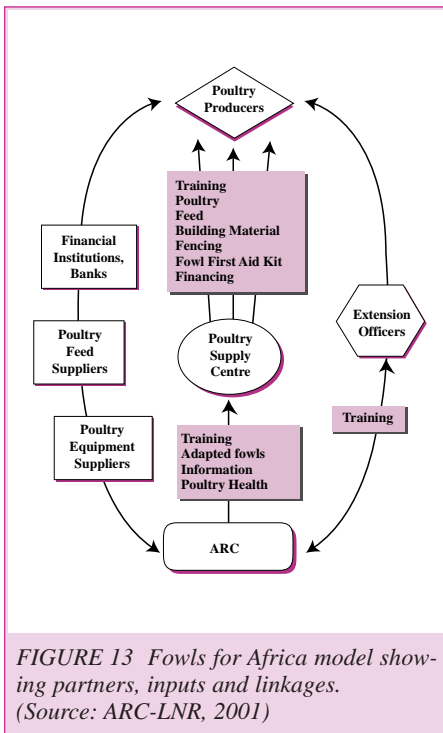 Poultry
Producers
Training
Poultry
Feed
Building Material
Fencing
Fowl First Aid Kit
Financing
Financial
Institutions,
Banks
Poultry
Feed
Suppliers
Poultry
Supply
Centre
Extension
Officers
Poultry
Equipment
Suppliers
Training
Adapted fowls
Information
Poultry Health
Training
ARC
FIGURE 13 Fowls for Africa model show-
ing partners, inputs and linkages.
(Source: ARC-LNR, 2001)